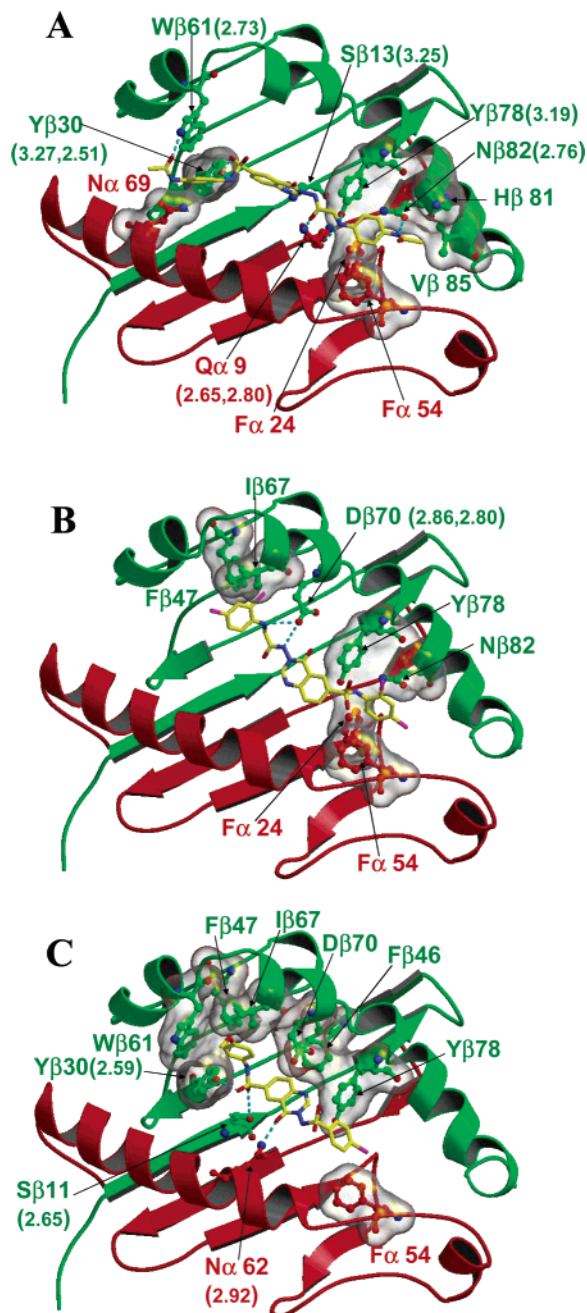 A
Wβ61(2.73)
Sβ13(3.25)
Yβ30
(3.27,2.51)
Yβ78(3.19)
Nβ82(2.76)
Nα 69
Hβ 81
Vβ 85
Qα 9
(2.65,2.80)
Fα 24
Fα 54
B
Iβ67
Dβ70 (2.86,2.80)
Fβ47
Yβ78
Nβ82
Fα 24
Fα 54
C
Fβ47
Iβ67
Dβ70
Fβ46
Wβ61
Yβ30(2.59)
Yβ78
Sβ11
(2.65)
Nα 62
(2.92)
Fα 54